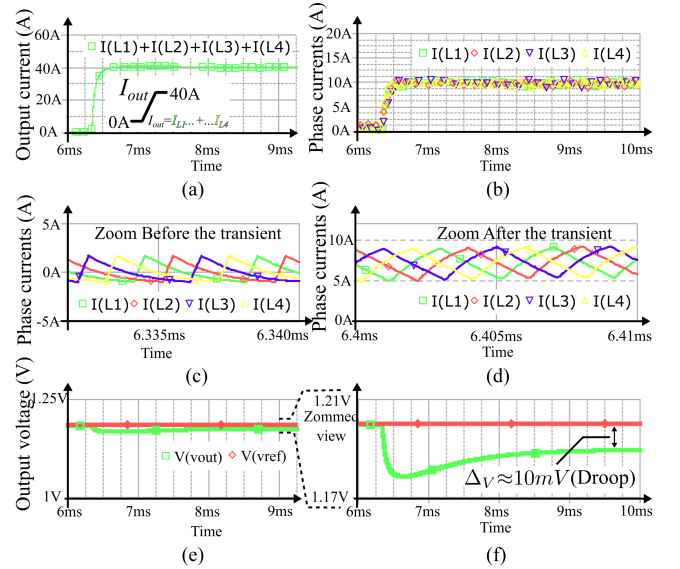 (a)
Output current (A)
60A
40A
20A
0A
I(L1)+I(L2)+I(L3)+I(L4)
I_out
0A
40A
I_out=I_L1...+...I_L4
6ms 7ms 8ms 9ms
Time
(a)
(b)
Phase currents (A)
20A
15A
10A
5A
0A
I(L1) I(L2) I(L3) I(L4)
6ms 7ms 8ms 9ms 10ms
Time
(b)
Phase currents (A)
5A
0A
-5A
Zoom Before the transient
I(L1) I(L2) I(L3) I(L4)
6.335ms 6.340ms
Time
(c)
Phase currents (A)
10A
5A
0A
Zoom After the transient
I(L1) I(L2) I(L3) I(L4)
6.4ms 6.405ms 6.41ms
Time
(d)
Output voltage (V)
1.25V
1V
V(vout) V(vref)
6ms 7ms 8ms 9ms
Time
(e)
1.21V
Zommed
view
1.17V
Δ_V≈10mV(Droop)
6ms 7ms 8ms 9ms 10ms
Time
(f)